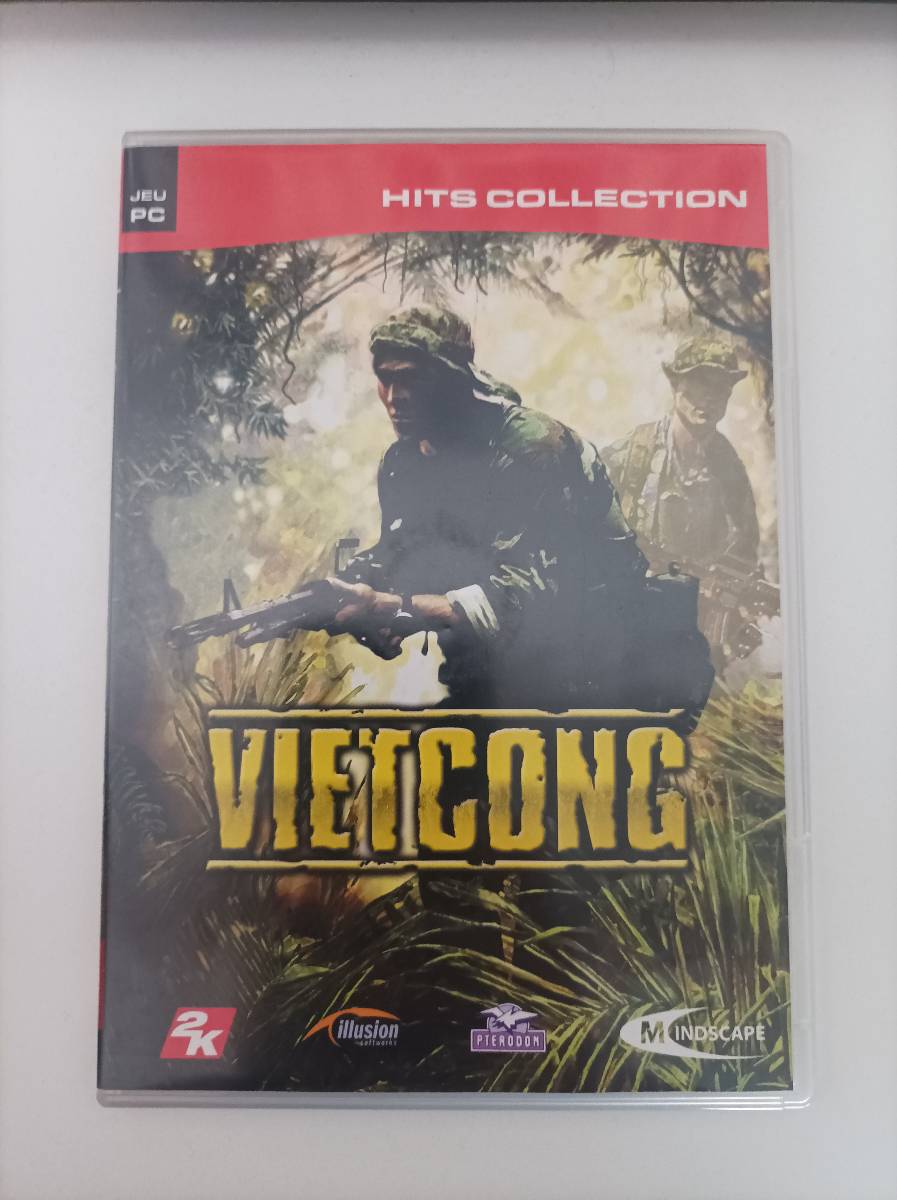 JEU
PC
HITS COLLECTION
VIETCONG
2K
illusion
softworks
PTERODON
MINDSCAPE